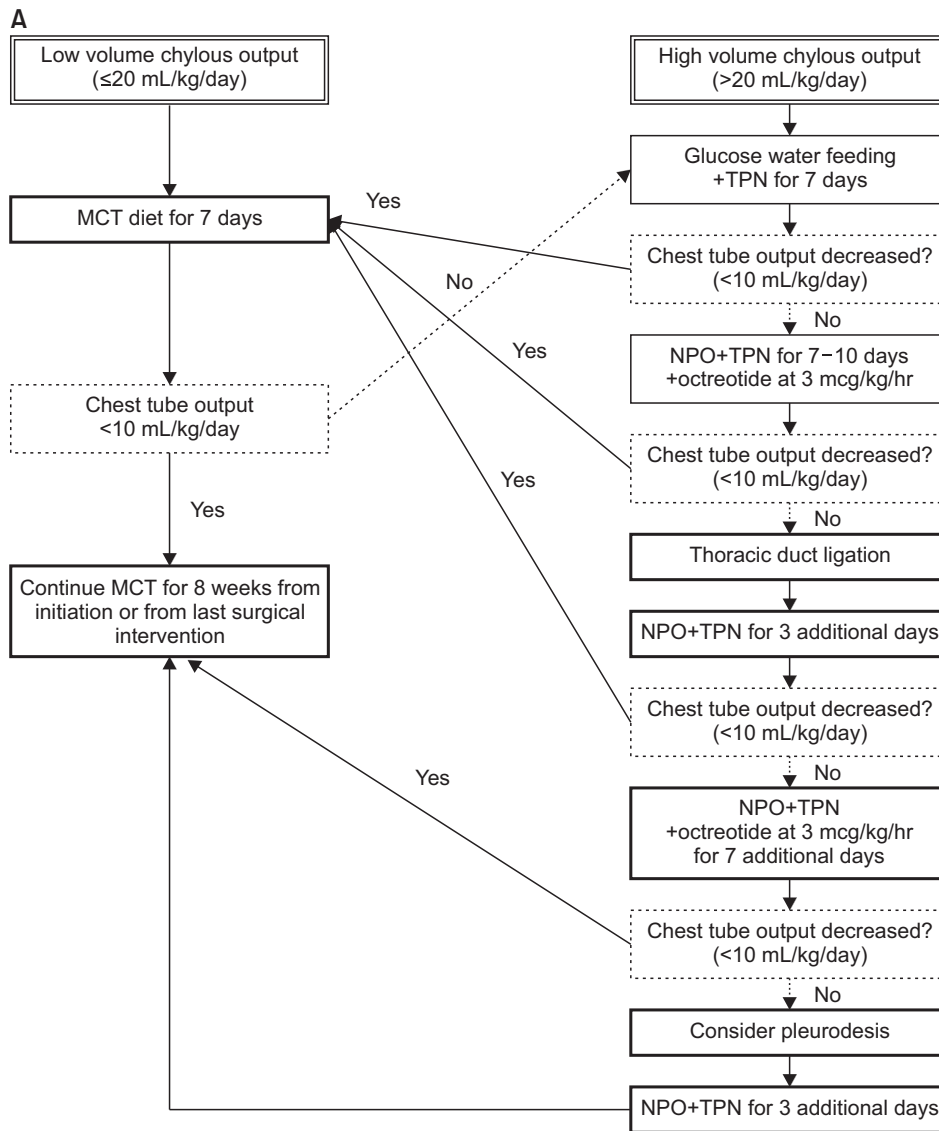 A
Low volume chylous output
(≤20 mL/kg/day)
MCT diet for 7 days
Chest tube output
<10 mL/kg/day
Yes
Continue MCT for 8 weeks from
initiation or from last surgical
intervention
Yes
No
Yes
Yes
Yes
High volume chylous output
(>20 mL/kg/day)
Glucose water feeding
+TPN for 7 days
Chest tube output decreased?
(<10 mL/kg/day)
No
NPO+TPN for 7−10 days
+octreotide at 3 mcg/kg/hr
Chest tube output decreased?
(<10 mL/kg/day)
No
Thoracic duct ligation
NPO+TPN for 3 additional days
Chest tube output decreased?
(<10 mL/kg/day)
No
NPO+TPN
+octreotide at 3 mcg/kg/hr
for 7 additional days
Chest tube output decreased?
(<10 mL/kg/day)
No
Consider pleurodesis
NPO+TPN for 3 additional days